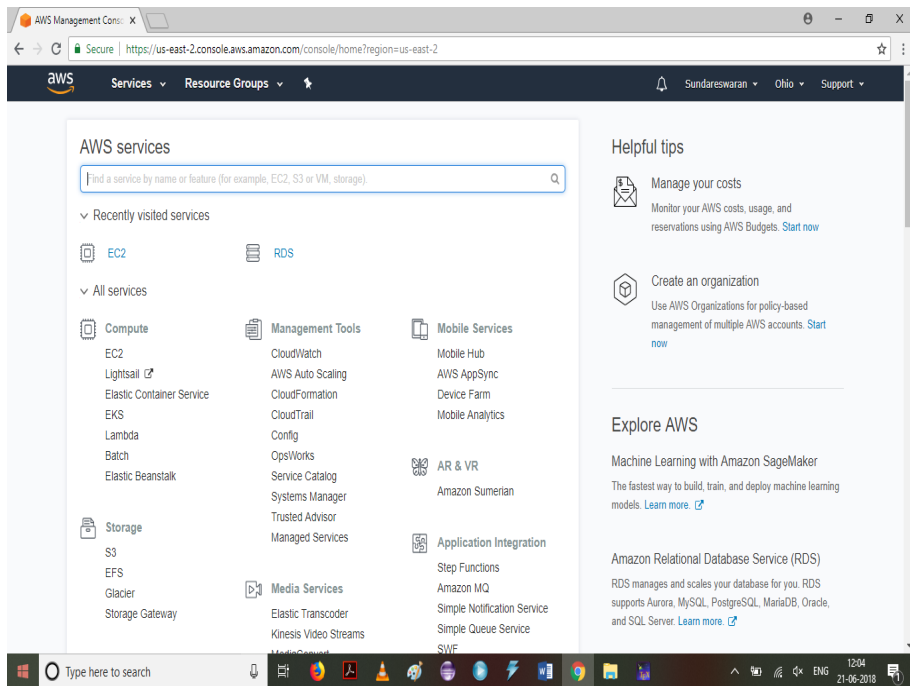 AWS Management Consc
Secure | https://us-east-2.console.aws.amazon.com/console/home?region=us-east-2
aws Services Resource Groups Sundareswaran Ohio Support
AWS services
Find a service by name or feature (for example, EC2, S3 or VM, storage).
Recently visited services
EC2 RDS
All services
Compute
EC2
Lightsail
Elastic Container Service
EKS
Lambda
Batch
Elastic Beanstalk
Storage
S3
EFS
Glacier
Storage Gateway
Management Tools
CloudWatch
AWS Auto Scaling
CloudFormation
CloudTrail
Config
OpsWorks
Service Catalog
Systems Manager
Trusted Advisor
Managed Services
Media Services
Elastic Transcoder
Kinesis Video Streams
MediaConvert
Mobile Services
Mobile Hub
AWS AppSync
Device Farm
Mobile Analytics
AR & VR
Amazon Sumerian
Application Integration
Step Functions
Amazon MQ
Simple Notification Service
Simple Queue Service
SWF
Helpful tips
Manage your costs
Monitor your AWS costs, usage, and
reservations using AWS Budgets. Start now
Create an organization
Use AWS Organizations for policy-based
management of multiple AWS accounts. Start
now
Explore AWS
Machine Learning with Amazon SageMaker
The fastest way to build, train, and deploy machine learning
models. Learn more.
Amazon Relational Database Service (RDS)
RDS manages and scales your database for you. RDS
supports Aurora, MySQL, PostgreSQL, MariaDB, Oracle,
and SQL Server. Learn more.
Type here to search
ENG
12:04
21-06-2018
1